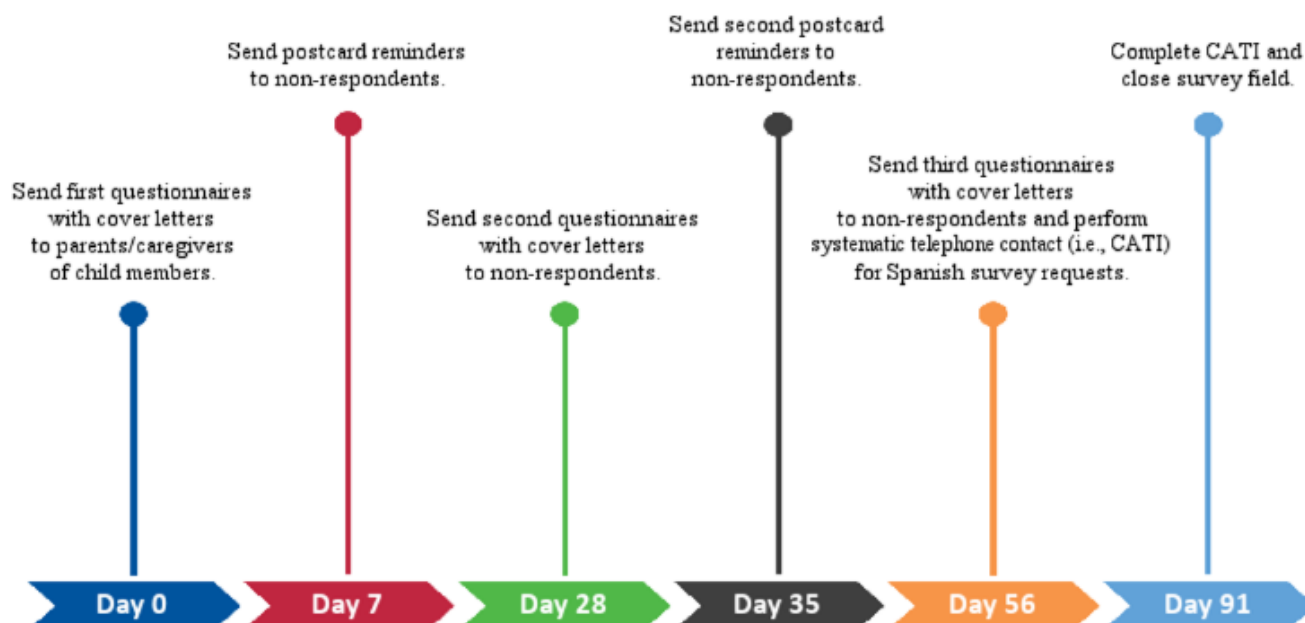 Send first questionnaires
with cover letters
to parents/caregivers
of child members.
Send postcard reminders
to non-respondents.
Send second questionnaires
with cover letters
to non-respondents.
Send second postcard
reminders to
non-respondents.
Send third questionnaires
with cover letters
to non-respondents and perform
systematic telephone contact (i.e., CATI)
for Spanish survey requests.
Complete CATI and
close survey field.
Day 0
Day 7
Day 28
Day 35
Day 56
Day 91